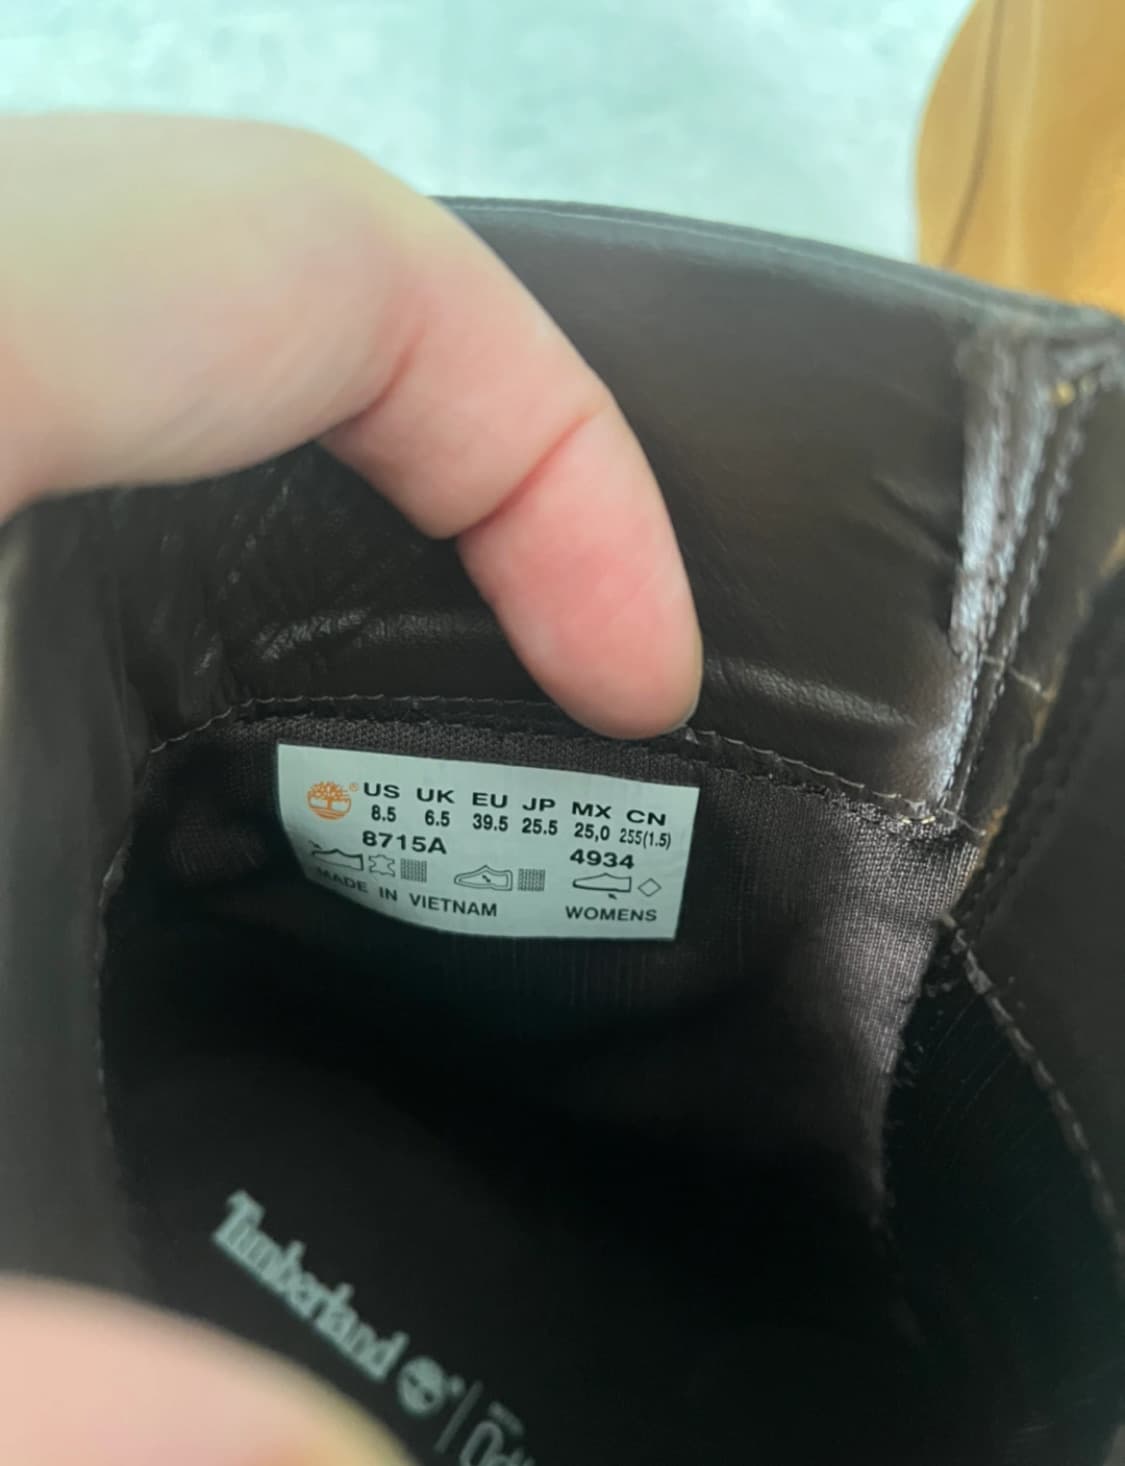 ® US UK EU JP MX CN
8.5 6.5 39.5 25.5 25,0 255(1.5)
8715A 4934
MADE IN VIETNAM WOMENS
Timberland